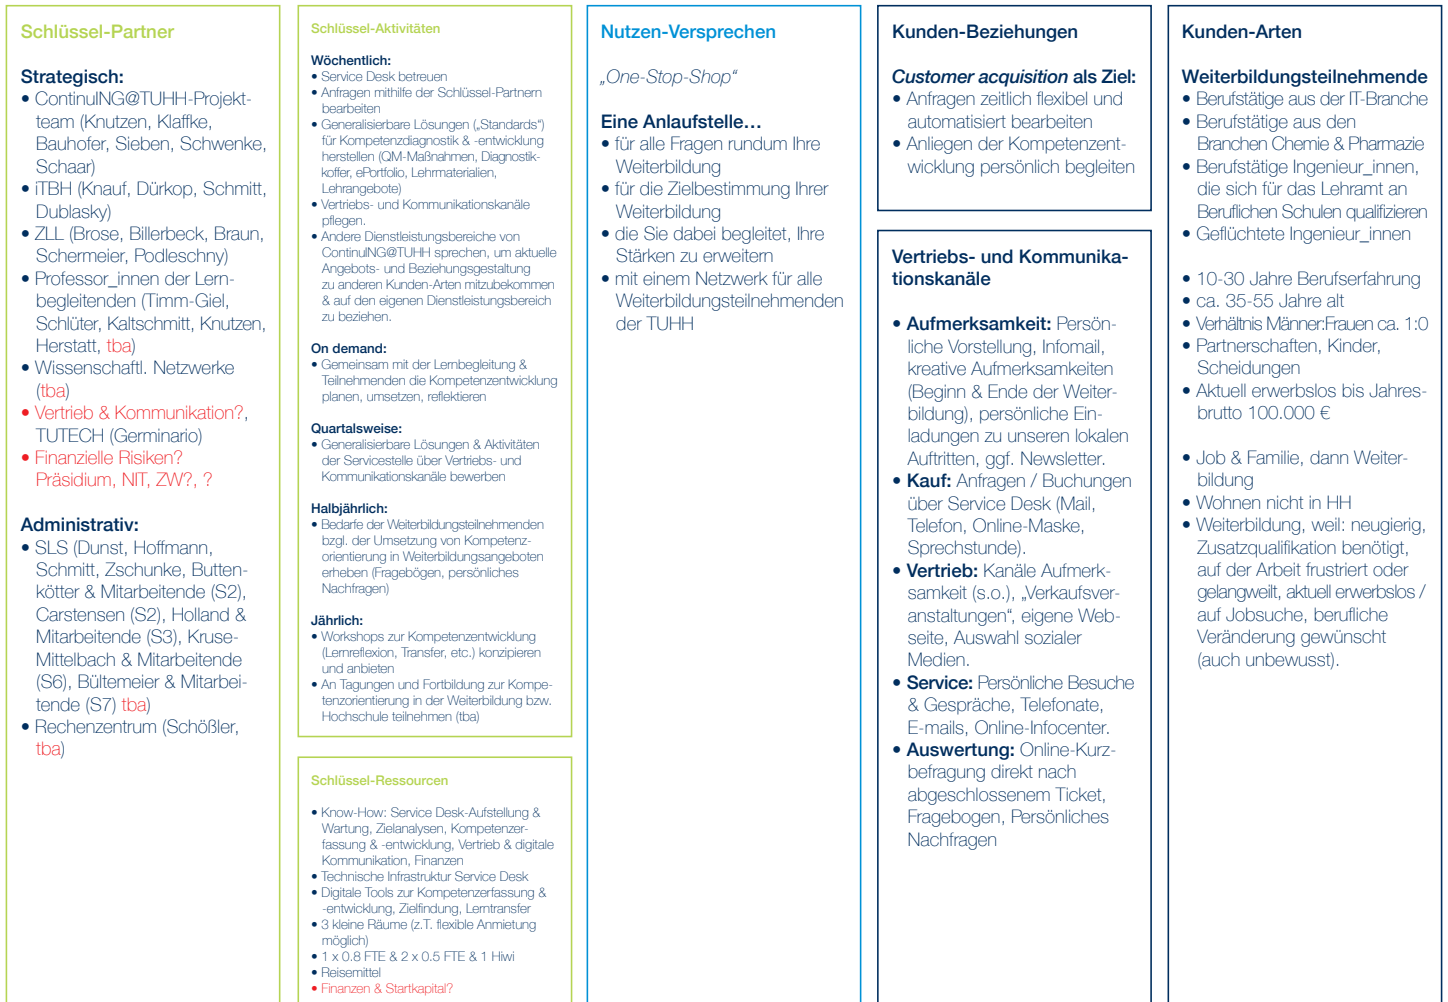 Schlüssel-Partner
Strategisch:
• ContinuING@TUHH-Projekt-
team (Knutzen, Klaffke,
Bauhofer, Sieben, Schwenke,
Schaar)
• iTBH (Knauf, Dürkop, Schmitt,
Dublasky)
• ZLL (Brose, Billerbeck, Braun,
Schermeier, Podleschny)
• Professor_innen der Lern-
begleitenden (Timm-Giel,
Schlüter, Kaltschmitt, Knutzen,
Herstatt, tba)
• Wissenschaftl. Netzwerke
(tba)
• Vertrieb & Kommunikation?,
TUTECH (Germinario)
• Finanzielle Risiken?
Präsidium, NIT, ZW?, ?
Administrativ:
• SLS (Dunst, Hoffmann,
Schmitt, Zschunke, Butten-
kötter & Mitarbeitende (S2),
Carstensen (S2), Holland &
Mitarbeitende (S3), Kruse-
Mittelbach & Mitarbeitende
(S6), Bültemeier & Mitarbei-
tende (S7) tba)
• Rechenzentrum (Schößler,
tba)
Schlüssel-Aktivitäten
Wöchentlich:
• Service Desk betreuen
• Anfragen mithilfe der Schlüssel-Partnern
bearbeiten
• Generalisierbare Lösungen („Standards“)
für Kompetenzdiagnostik & -entwicklung
herstellen (QM-Maßnahmen, Diagnostik-
koffer, ePortfolio, Lehrmaterialien,
Lehrangebote)
• Vertriebs- und Kommunikationskanäle
pflegen.
• Andere Dienstleistungsbereiche von
ContinuING@TUHH sprechen, um aktuelle
Angebots- und Beziehungsgestaltung
zu anderen Kunden-Arten mitzubekommen
& auf den eigenen Dienstleistungsbereich
zu beziehen.
On demand:
• Gemeinsam mit der Lernbegleitung &
Teilnehmenden die Kompetenzentwicklung
planen, umsetzen, reflektieren
Quartalsweise:
• Generalisierbare Lösungen & Aktivitäten
der Servicestelle über Vertriebs- und
Kommunikationskanäle bewerben
Halbjährlich:
• Bedarfe der Weiterbildungsteilnehmenden
bzgl. der Umsetzung von Kompetenz-
orientierung in Weiterbildungsangeboten
erheben (Fragebögen, persönliches
Nachfragen)
Jährlich:
• Workshops zur Kompetenzentwicklung
(Lernreflexion, Transfer, etc.) konzipieren
und anbieten
• An Tagungen und Fortbildung zur Kompe-
tenzorientierung in der Weiterbildung bzw.
Hochschule teilnehmen (tba)
Schlüssel-Ressourcen
• Know-How: Service Desk-Aufstellung &
Wartung, Zielanalysen, Kompetenzer-
fassung & -entwicklung, Vertrieb & digitale
Kommunikation, Finanzen
• Technische Infrastruktur Service Desk
• Digitale Tools zur Kompetenzerfassung &
-entwicklung, Zielfindung, Lerntransfer
• 3 kleine Räume (z.T. flexible Anmietung
möglich)
• 1 x 0.8 FTE & 2 x 0.5 FTE & 1 Hiwi
• Reisemittel
• Finanzen & Startkapital?
Nutzen-Versprechen
„One-Stop-Shop“
Eine Anlaufstelle…
• für alle Fragen rundum Ihre
Weiterbildung
• für die Zielbestimmung Ihrer
Weiterbildung
• die Sie dabei begleitet, Ihre
Stärken zu erweitern
• mit einem Netzwerk für alle
Weiterbildungsteilnehmenden
der TUHH
Kunden-Beziehungen
Customer acquisition als Ziel:
• Anfragen zeitlich flexibel und
automatisiert bearbeiten
• Anliegen der Kompetenzent-
wicklung persönlich begleiten
Vertriebs- und Kommunika-
tionskanäle
• Aufmerksamkeit: Persön-
liche Vorstellung, Infomail,
kreative Aufmerksamkeiten
(Beginn & Ende der Weiter-
bildung), persönliche Ein-
ladungen zu unseren lokalen
Auftritten, ggf. Newsletter.
• Kauf: Anfragen / Buchungen
über Service Desk (Mail,
Telefon, Online-Maske,
Sprechstunde).
• Vertrieb: Kanäle Aufmerk-
samkeit (s.o.), „Verkaufsver-
anstaltungen“, eigene Web-
seite, Auswahl sozialer
Medien.
• Service: Persönliche Besuche
& Gespräche, Telefonate,
E-mails, Online-Infocenter.
• Auswertung: Online-Kurz-
befragung direkt nach
abgeschlossenem Ticket,
Fragebogen, Persönliches
Nachfragen
Kunden-Arten
Weiterbildungsteilnehmende
• Berufstätige aus der IT-Branche
• Berufstätige aus den
Branchen Chemie & Pharmazie
• Berufstätige Ingenieur_innen,
die sich für das Lehramt an
Beruflichen Schulen qualifizieren
• Geflüchtete Ingenieur_innen
• 10-30 Jahre Berufserfahrung
• ca. 35-55 Jahre alt
• Verhältnis Männer:Frauen ca. 1:0
• Partnerschaften, Kinder,
Scheidungen
• Aktuell erwerbslos bis Jahres-
brutto 100.000 €
• Job & Familie, dann Weiter-
bildung
• Wohnen nicht in HH
• Weiterbildung, weil: neugierig,
Zusatzqualifikation benötigt,
auf der Arbeit frustriert oder
gelangweilt, aktuell erwerbslos /
auf Jobsuche, berufliche
Veränderung gewünscht
(auch unbewusst).